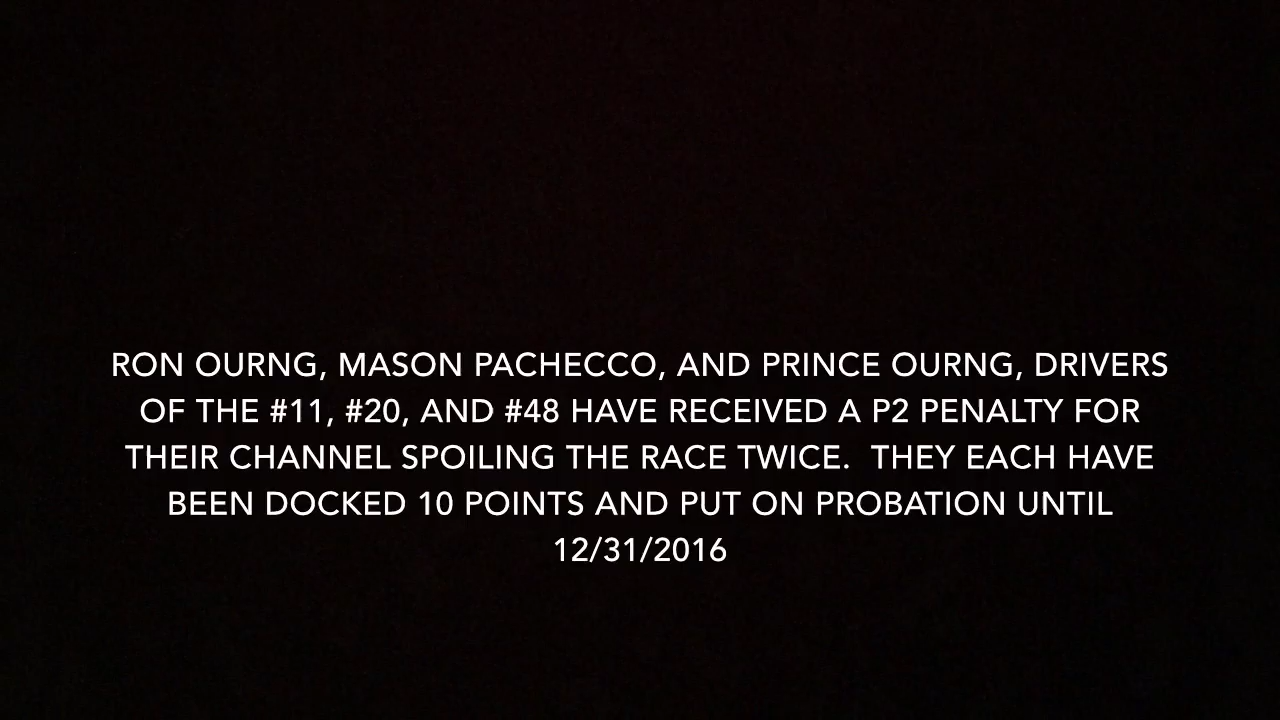 RON OURNG, MASON PACHECCO, AND PRINCE OURNG, DRIVERS
OF THE #11, #20, AND #48 HAVE RECEIVED A P2 PENALTY FOR
THEIR CHANNEL SPOILING THE RACE TWICE.  THEY EACH HAVE
BEEN DOCKED 10 POINTS AND PUT ON PROBATION UNTIL
12/31/2016